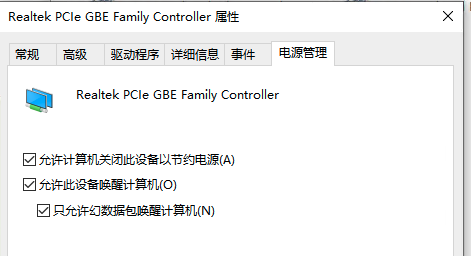 Realtek PCIe GBE Family Controller 属性
常规 高级 驱动程序 详细信息 事件 电源管理
Realtek PCIe GBE Family Controller
允许计算机关闭此设备以节约电源(A)
允许此设备唤醒计算机(O)
只允许幻数据包唤醒计算机(N)